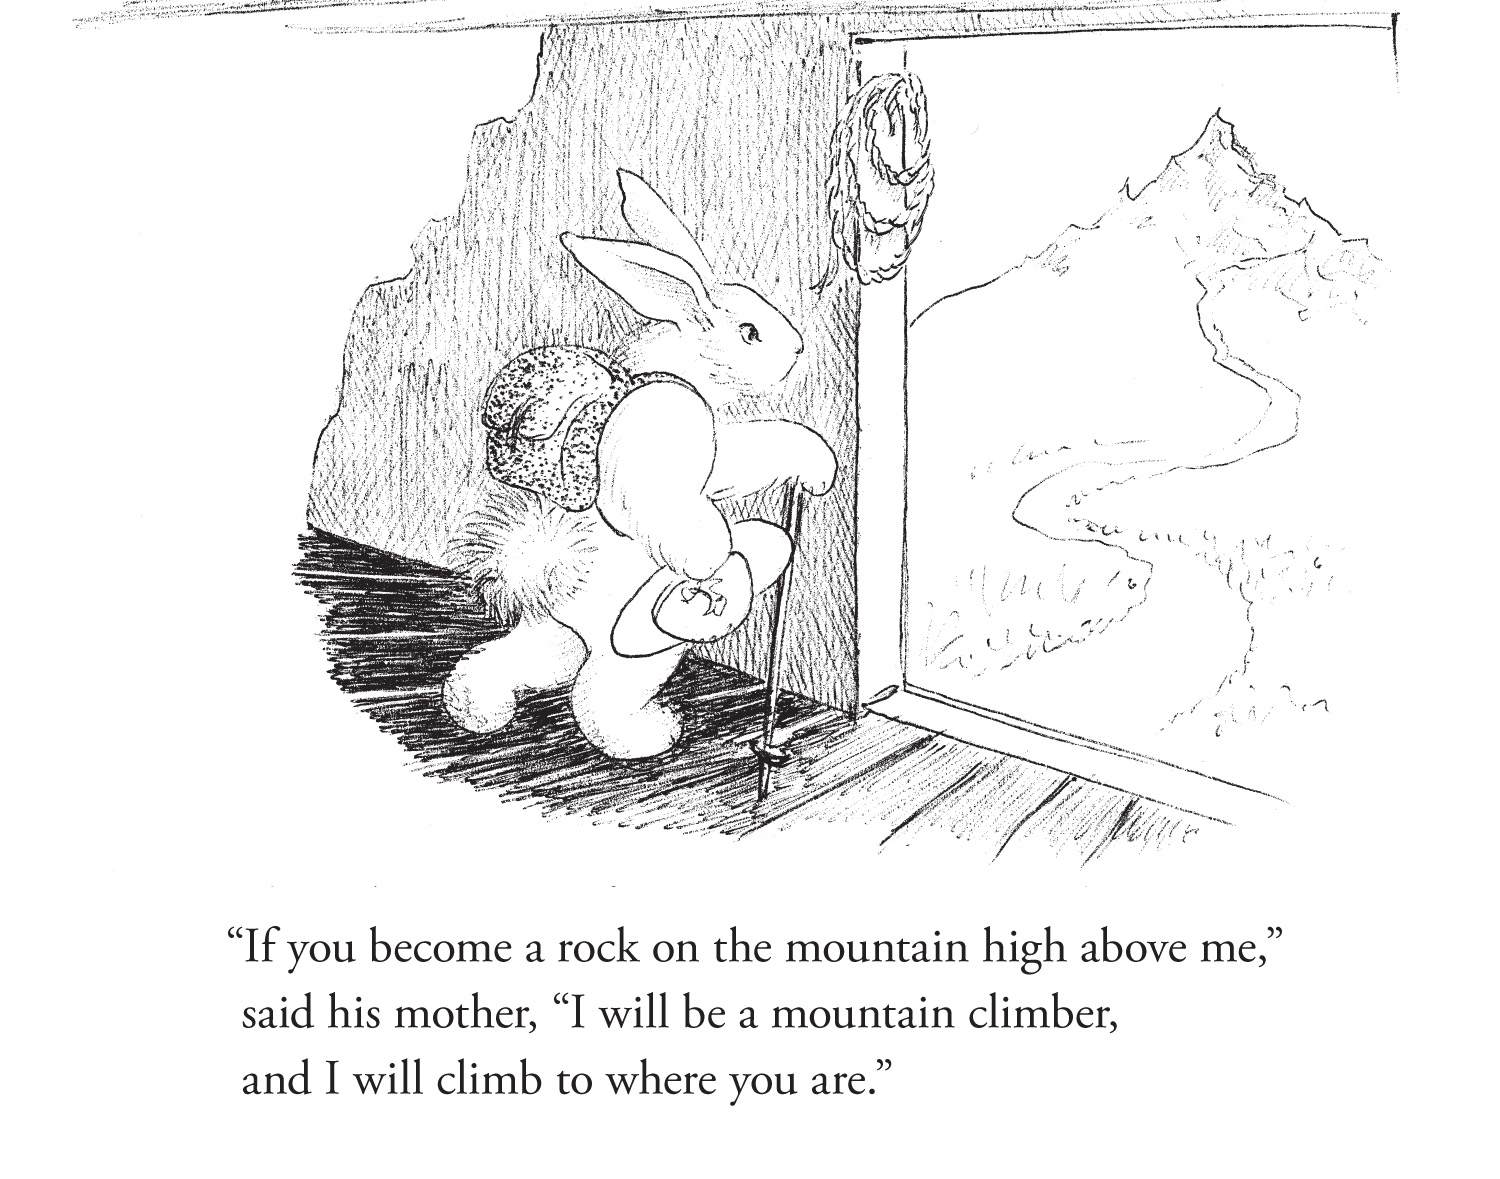 “If you become a rock on the mountain high above me,”
said his mother, “I will be a mountain climber,
and I will climb to where you are.”